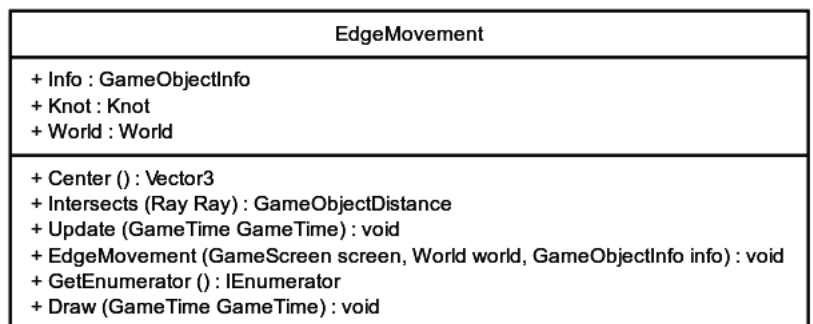 EdgeMovement
+ Info : GameObjectInfo
+ Knot : Knot
+ World : World
+ Center () : Vector3
+ Intersects (Ray Ray) : GameObjectDistance
+ Update (GameTime GameTime) : void
+ EdgeMovement (GameScreen screen, World world, GameObjectInfo info) : void
+ GetEnumerator () : IEnumerator
+ Draw (GameTime GameTime) : void